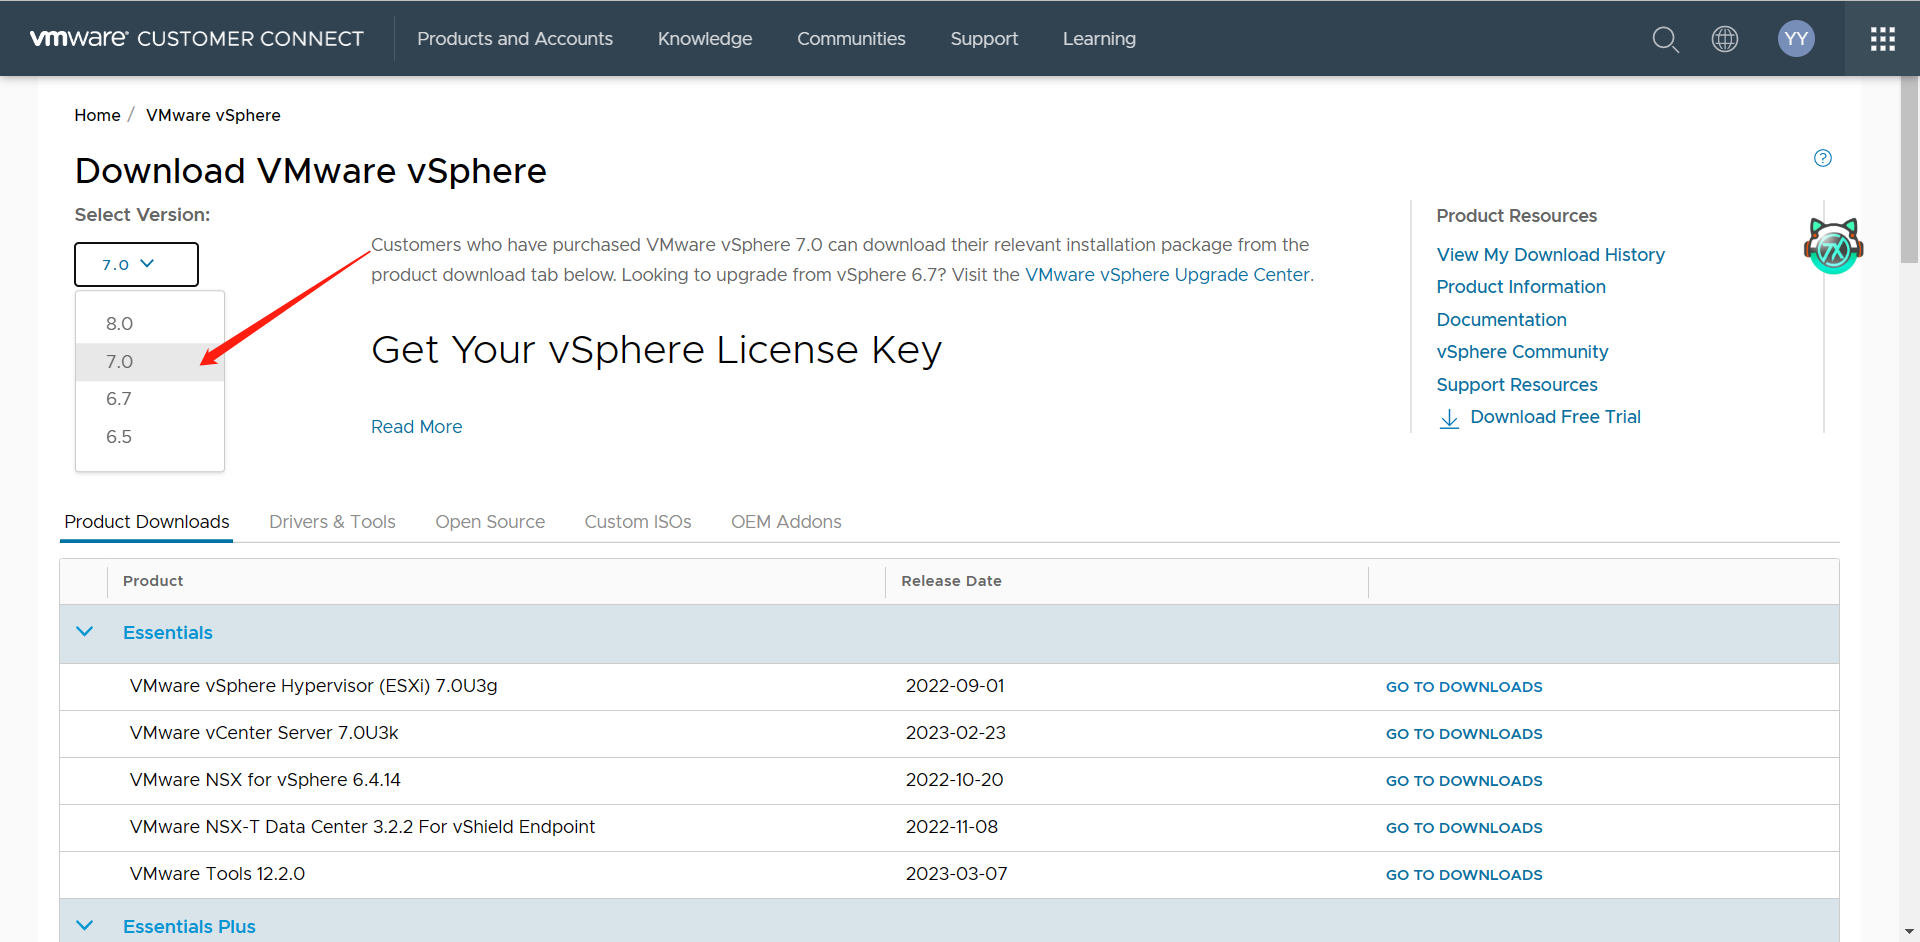 vmware® CUSTOMER CONNECT
Products and Accounts
Knowledge
Communities
Support
Learning
YY
Home / VMware vSphere
Download VMware vSphere
Select Version:
7.0
8.0
7.0
6.7
6.5
Customers who have purchased VMware vSphere 7.0 can download their relevant installation package from the
product download tab below. Looking to upgrade from vSphere 6.7? Visit the VMware vSphere Upgrade Center.
Get Your vSphere License Key
Read More
?
Product Resources
View My Download History
Product Information
Documentation
vSphere Community
Support Resources
Download Free Trial
7X
Product Downloads
Drivers & Tools
Open Source
Custom ISOs
OEM Addons
Product Release Date
Essentials
VMware vSphere Hypervisor (ESXi) 7.0U3g 2022-09-01 GO TO DOWNLOADS
VMware vCenter Server 7.0U3k 2023-02-23 GO TO DOWNLOADS
VMware NSX for vSphere 6.4.14 2022-10-20 GO TO DOWNLOADS
VMware NSX-T Data Center 3.2.2 For vShield Endpoint 2022-11-08 GO TO DOWNLOADS
VMware Tools 12.2.0 2023-03-07 GO TO DOWNLOADS
Essentials Plus